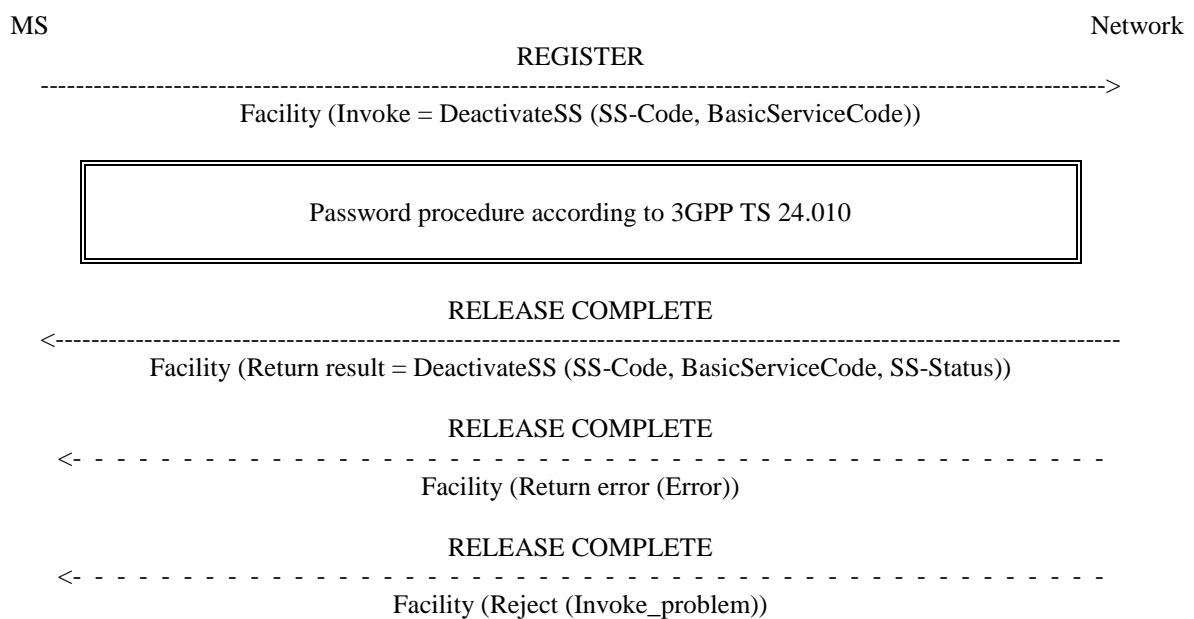 MS Network
REGISTER
Facility (Invoke = DeactivateSS (SS-Code, BasicServiceCode))
Password procedure according to 3GPP TS 24.010
RELEASE COMPLETE
Facility (Return result = DeactivateSS (SS-Code, BasicServiceCode, SS-Status))
RELEASE COMPLETE
Facility (Return error (Error))
RELEASE COMPLETE
Facility (Reject (Invoke_problem))